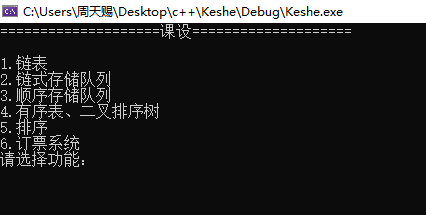 C:\Users\周天赐\Desktop\c++\Keshe\Debug\Keshe.exe
====================课设====================
1.链表
2.链式存储队列
3.顺序存储队列
4.有序表、二叉排序树
5.排序
6.订票系统
请选择功能：